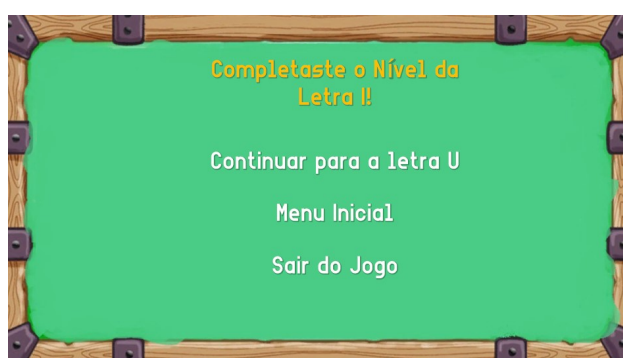 Completaste o Nível da
Letra I!
Continuar para a letra U
Menu Inicial
Sair do Jogo